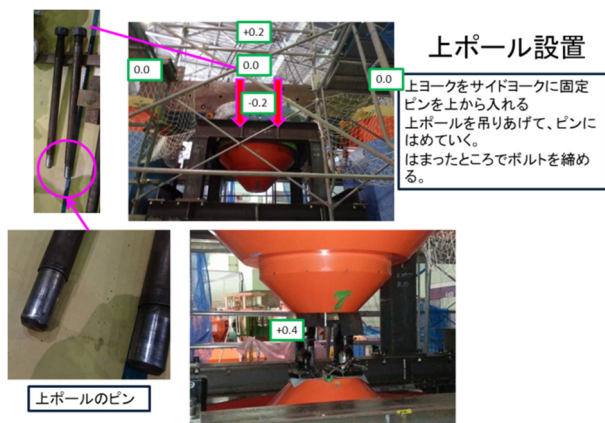 上ポール設置
+0.2
0.0
0.0
0.0
-0.2
上ヨークをサイドヨークに固定
ピンを上から入れる
上ポールを吊りあげて、ピンに
はめていく。
はまったところでボルトを締め
る。
7
+0.4
上ポールのピン